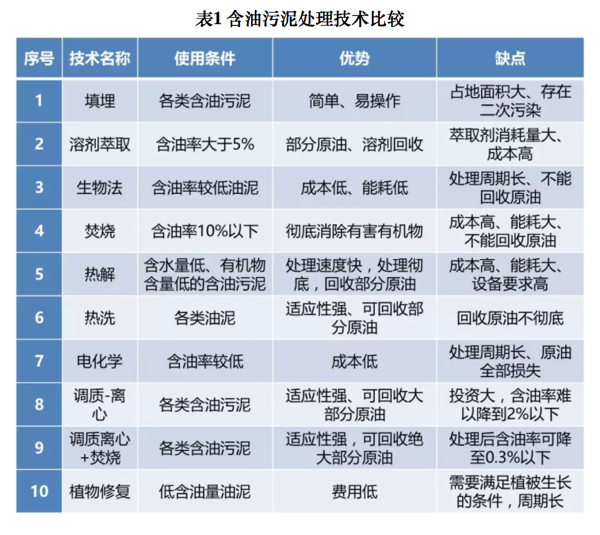 表1 含油污泥处理技术比较
序号 技术名称 使用条件 优势 缺点
1 填埋 各类含油污泥 简单、易操作 占地面积大、存在
二次污染
2 溶剂萃取 含油率大于5% 部分原油、溶剂回收 萃取剂消耗量大、
成本高
3 生物法 含油率较低油泥 成本低、能耗低 处理周期长、不能
回收原油
4 焚烧 含油率10%以下 彻底消除有害有机物 成本高、能耗大、
不能回收原油
5 热解 含水量低、有机物
含量低的含油污泥 处理速度快，处理彻
底，回收部分原油 成本高、能耗大、
设备要求高
6 热洗 各类油泥 适应性强、可回收部
分原油 回收原油不彻底
7 电化学 含油率较低 成本低 处理周期长、原油
全部损失
8 调质-离
心 各类含油污泥 适应性强、可回收大
部分原油 投资大，含油率难
以降到2%以下
9 调质离心
+焚烧 各类含油污泥 适应性强，可回收绝
大部分原油 处理后含油率可降
至0.3%以下
10 植物修复 低含油量油泥 费用低 需要满足植被生长
的条件，周期长